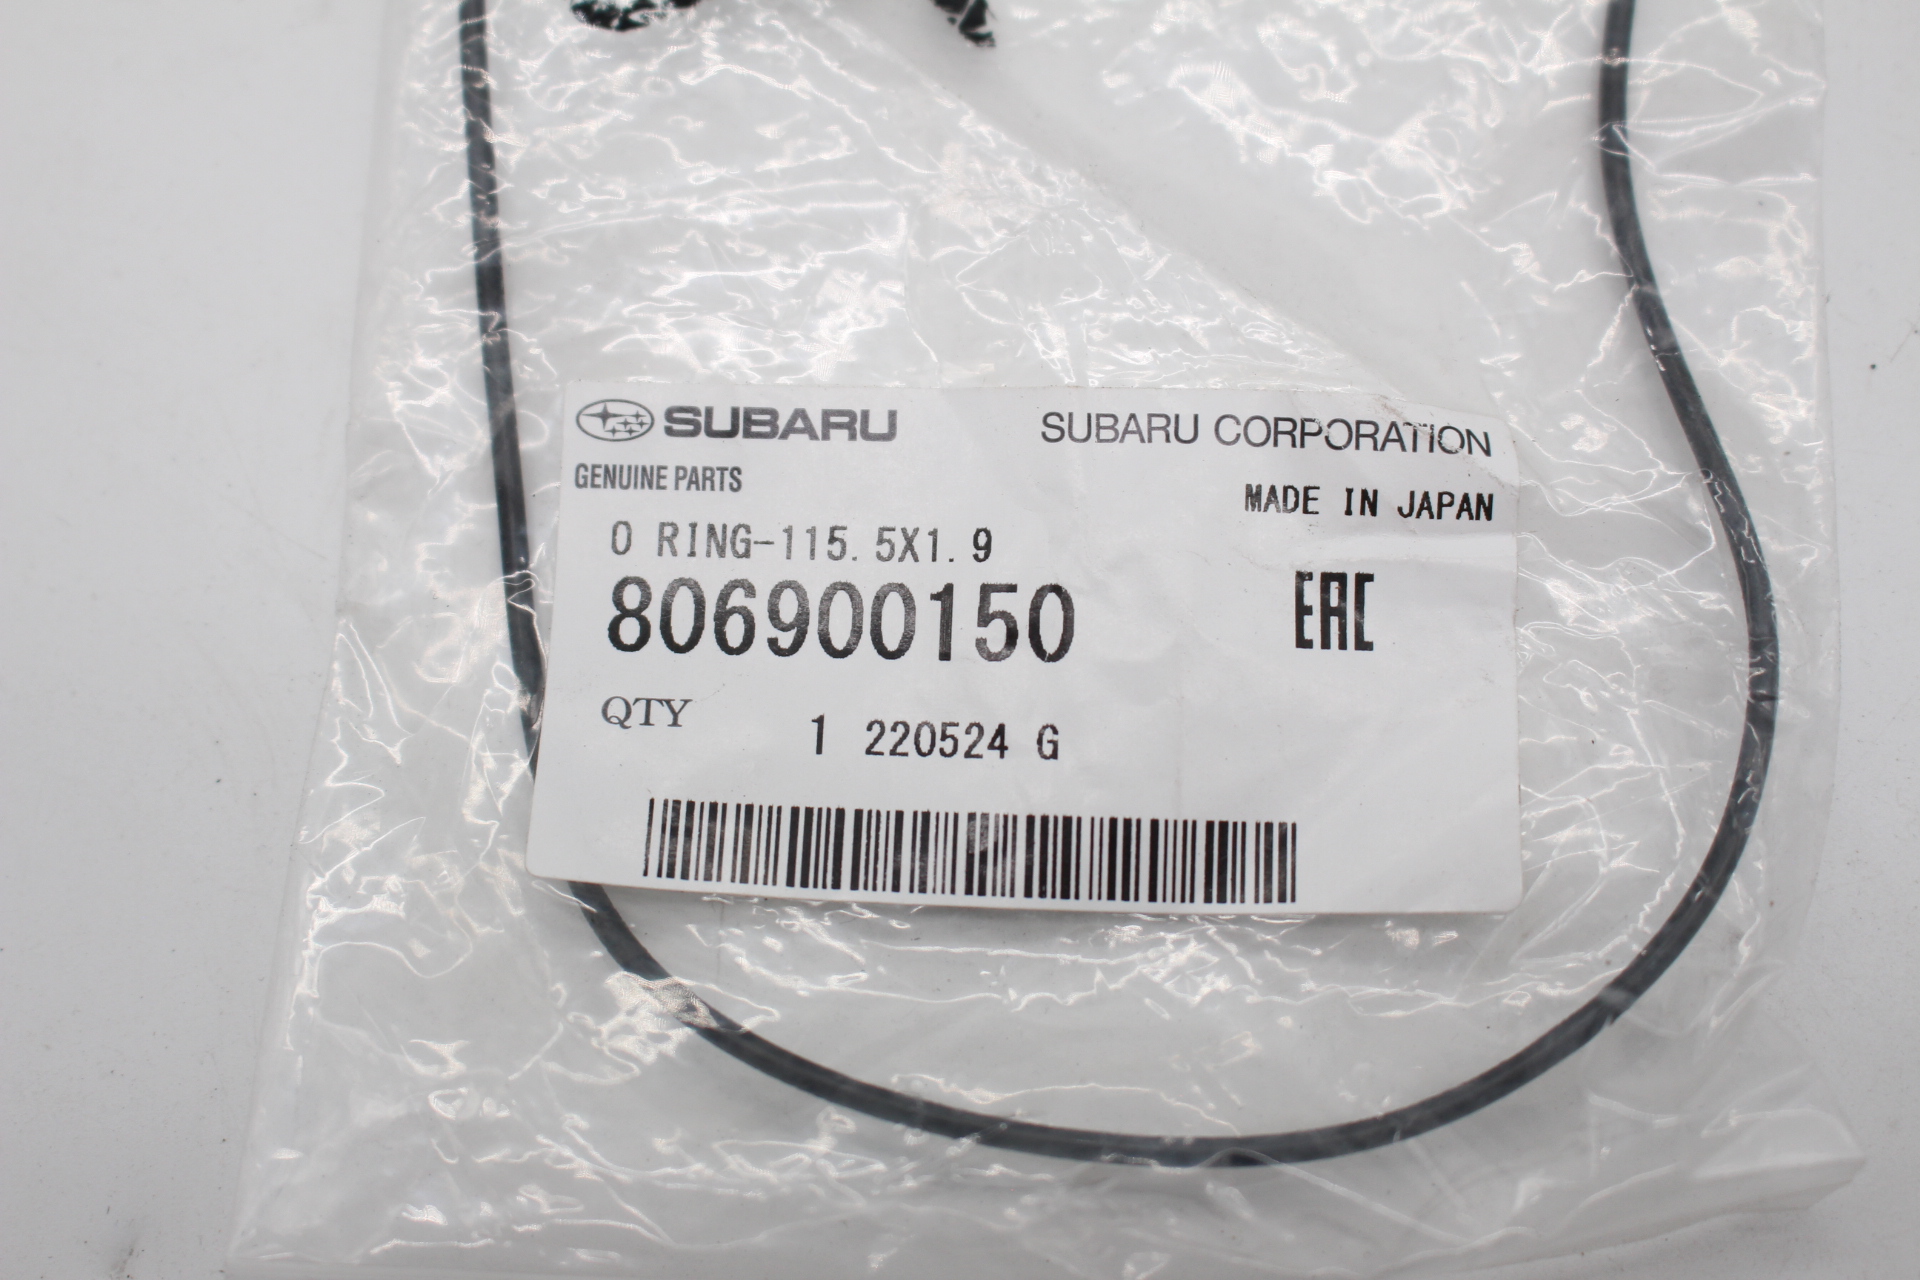 SUBARU SUBARU CORPORATION
GENUINE PARTS MADE IN JAPAN
O RING-115.5X1.9
806900150 EAC
QTY 1 220524 G